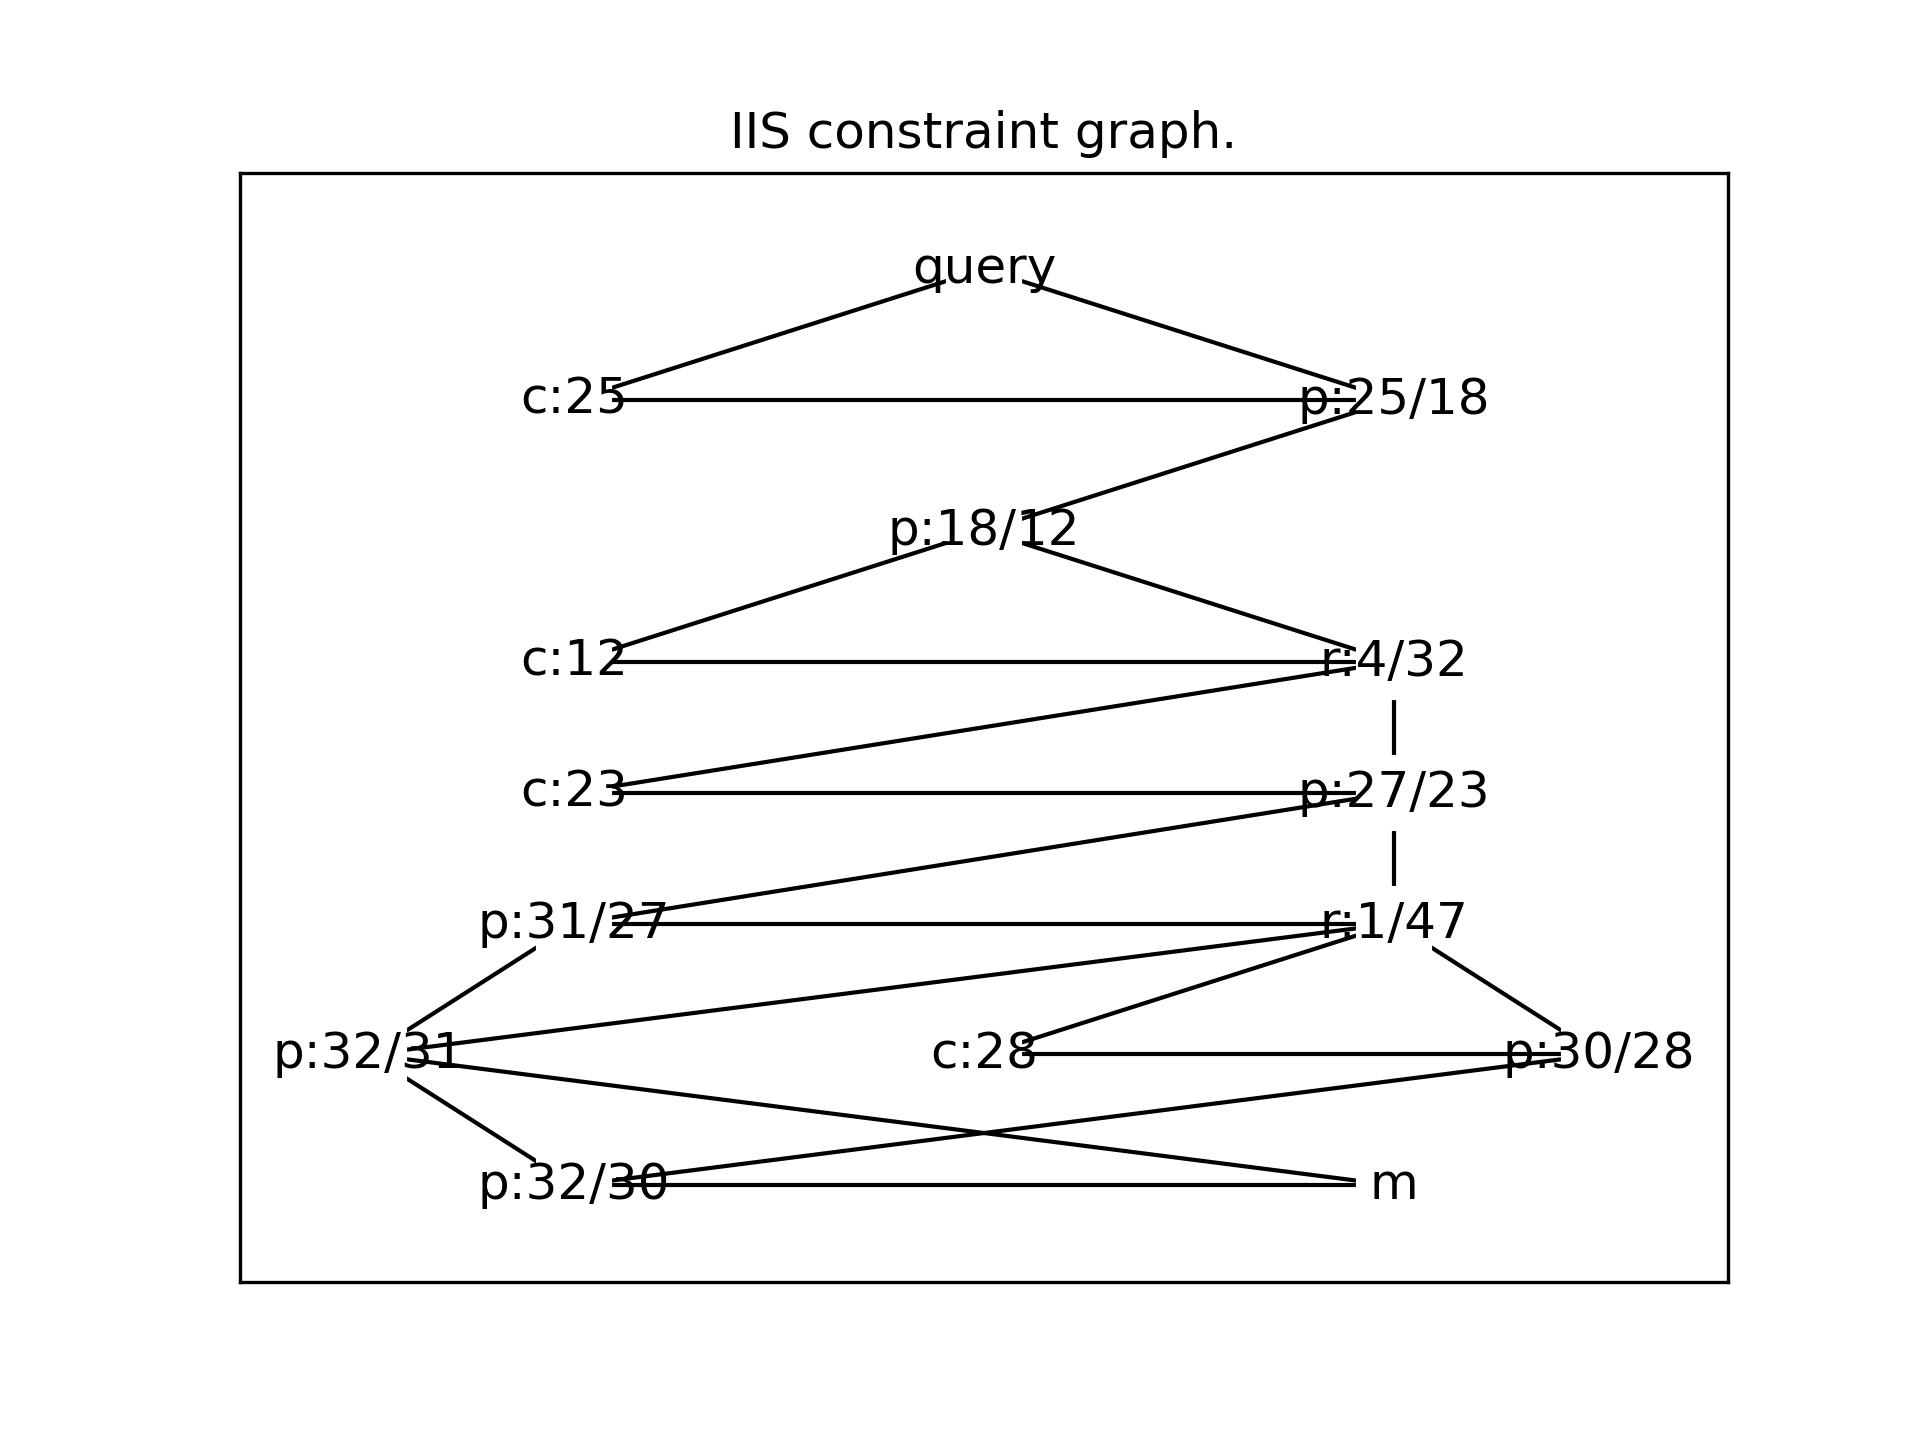 IIS constraint graph.
query
c:25 p:25/18
p:18/12
c:12 r:4/32
c:23 p:27/23
p:31/27 r:1/47
p:32/31 c:28 p:30/28
p:32/30 m